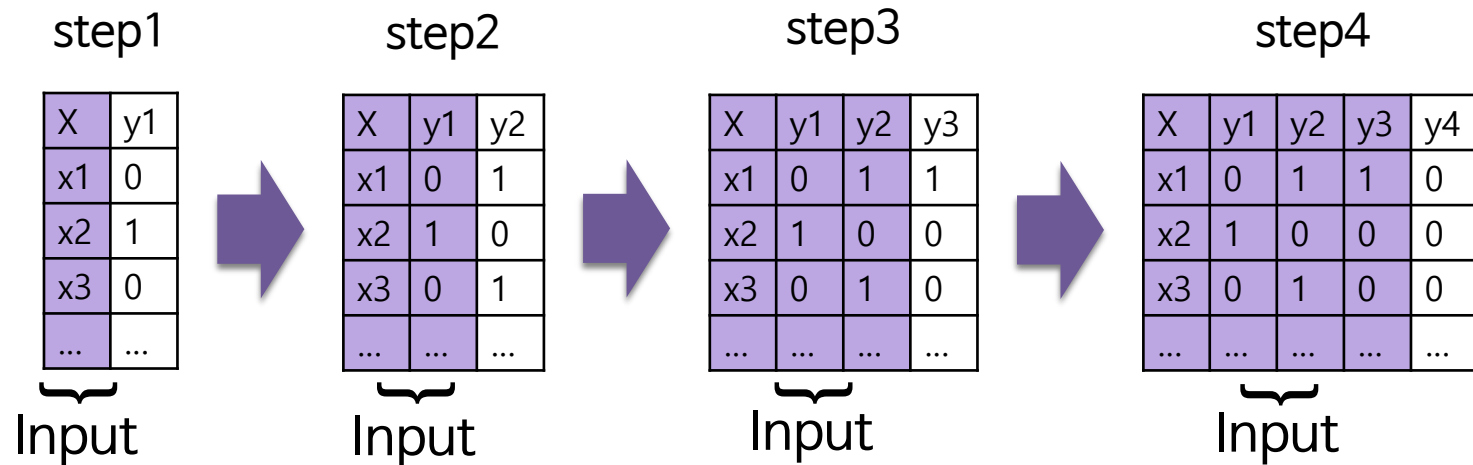 step1 step2 step3 step4
X y1 X y1 y2 X y1 y2 y3 X y1 y2 y3 y4
x1 0 x1 0 1 x1 0 1 1 x1 0 1 1 0
x2 1 x2 1 0 x2 1 0 0 x2 1 0 0 0
x3 0 x3 0 1 x3 0 1 0 x3 0 1 0 0
... ... ... ... ... ... ... ... ... ... ... ... ... ...
Input Input Input Input